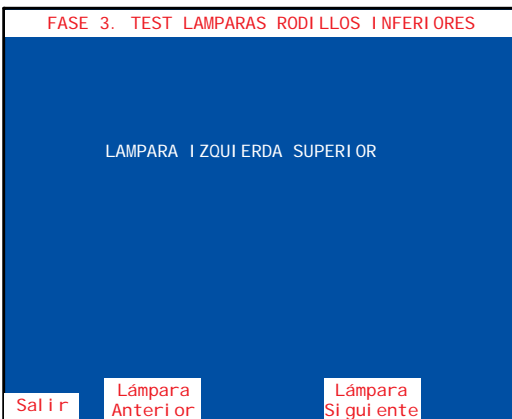 FASE 3. TEST LAMPARAS RODILLOS INFERIORES
LAMPARA IZQUIERDA SUPERIOR
Salir
Lámpara
Anterior
Lámpara
Siguiente